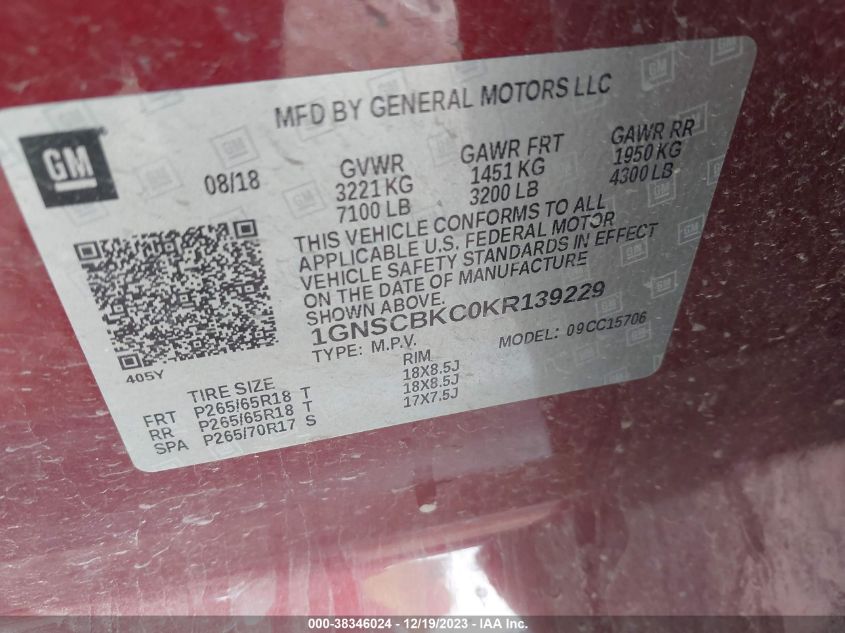 GM
MFD BY GENERAL MOTORS LLC
08/18
GVWR
3221 KG
7100 LB
GAWR FRT
1451 KG
3200 LB
GAWR RR
1950 KG
4300 LB
THIS VEHICLE CONFORMS TO ALL
APPLICABLE U.S. FEDERAL MOTOR
VEHICLE SAFETY STANDARDS IN EFFECT
ON THE DATE OF MANUFACTURE
SHOWN ABOVE.
1GNSCBKC0KR139229
TYPE: M.P.V.
MODEL: 09CC15706
405Y
TIRE SIZE RIM
FRT P265/65R18 T 18X8.5J
RR P265/65R18 T 18X8.5J
SPA P265/70R17 S 17X7.5J
000-38346024 - 12/19/2023 - IAA Inc.